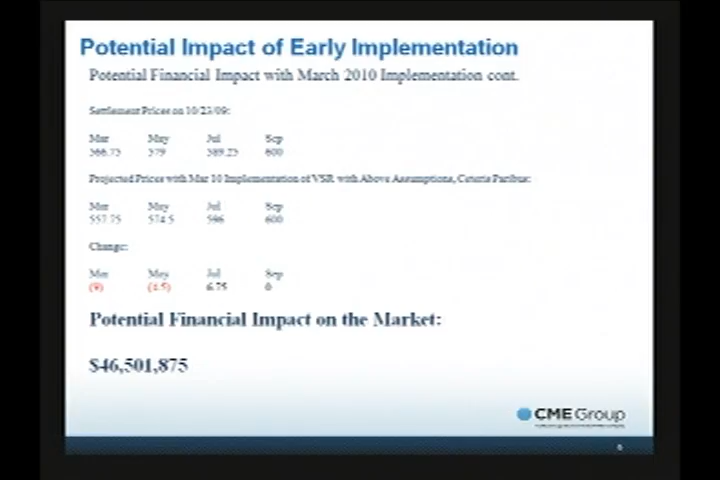 Potential Impact of Early Implementation
Potential Financial Impact with March 2010 Implementation cont.
Settlement Prices on 10/23/09:
Mar May Jul Sep
566.75 579 589.25 600
Projected Prices with Mar 10 Implementation of VSR with Above Assumptions, Ceteris Paribus:
Mar May Jul Sep
557.75 574.5 596 600
Change:
Mar May Jul Sep
(9) (4.5) 6.75 0
Potential Financial Impact on the Market:
$46,501,875
CME Group
6